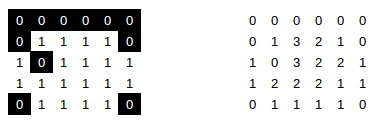 0 0 0 0 0 0 0 0 0 0 0 0
0 1 1 1 1 0 0 1 3 2 1 0
1 0 1 1 1 1 1 0 3 2 2 1
1 1 1 1 1 1 1 2 2 2 1 1
0 1 1 1 1 0 0 1 1 1 1 0